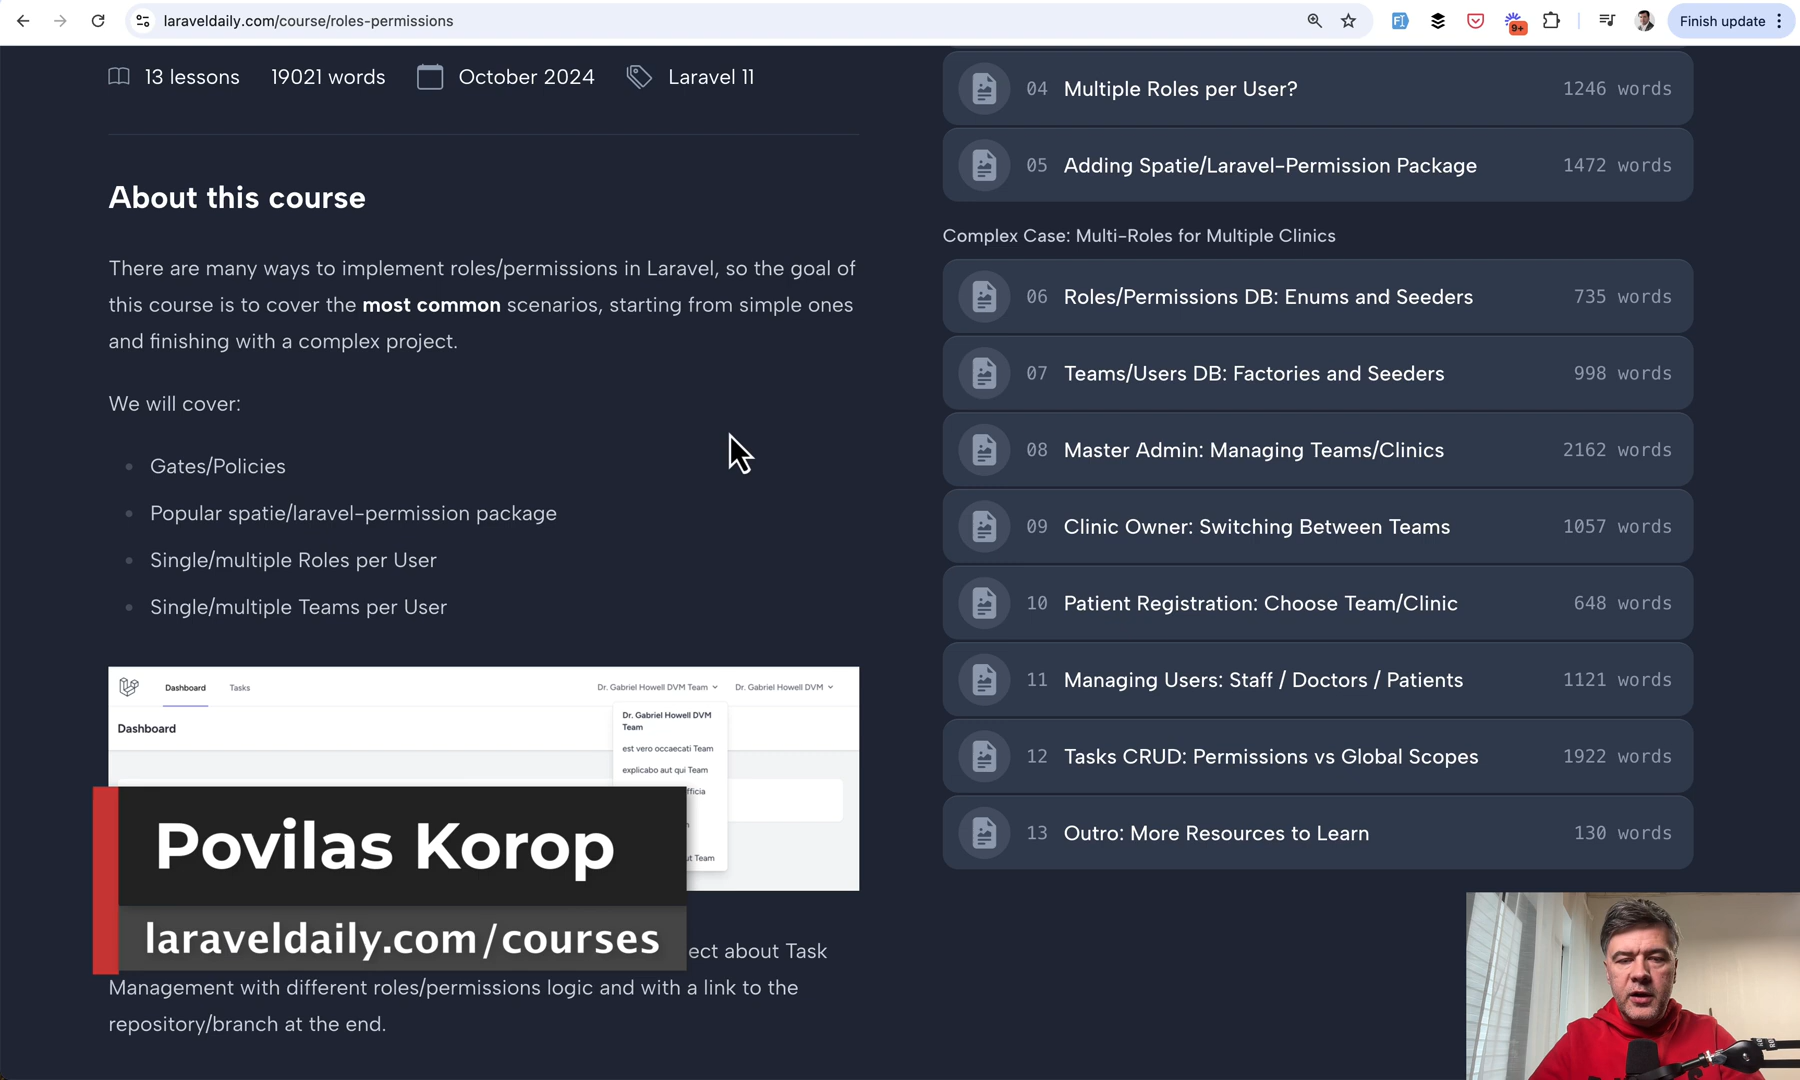 laraveldaily.com/course/roles-permissions
9+
Finish update
13 lessons
19021 words
October 2024
Laravel 11
About this course
There are many ways to implement roles/permissions in Laravel, so the goal of
this course is to cover the most common scenarios, starting from simple ones
and finishing with a complex project.
We will cover:
Gates/Policies
Popular spatie/laravel-permission package
Single/multiple Roles per User
Single/multiple Teams per User
Dashboard
Tasks
Dr. Gabriel Howell DVM Team
Dr. Gabriel Howell DVM
Dr. Gabriel Howell DVM
Team
Dashboard
est vero occaecati Team
explicabo aut qui Team
Povilas Korop
laraveldaily.com/courses
ect about Task
Management with different roles/permissions logic and with a link to the
repository/branch at the end.
04 Multiple Roles per User? 1246 words
05 Adding Spatie/Laravel-Permission Package 1472 words
Complex Case: Multi-Roles for Multiple Clinics
06 Roles/Permissions DB: Enums and Seeders 735 words
07 Teams/Users DB: Factories and Seeders 998 words
08 Master Admin: Managing Teams/Clinics 2162 words
09 Clinic Owner: Switching Between Teams 1057 words
10 Patient Registration: Choose Team/Clinic 648 words
11 Managing Users: Staff / Doctors / Patients 1121 words
12 Tasks CRUD: Permissions vs Global Scopes 1922 words
13 Outro: More Resources to Learn 130 words